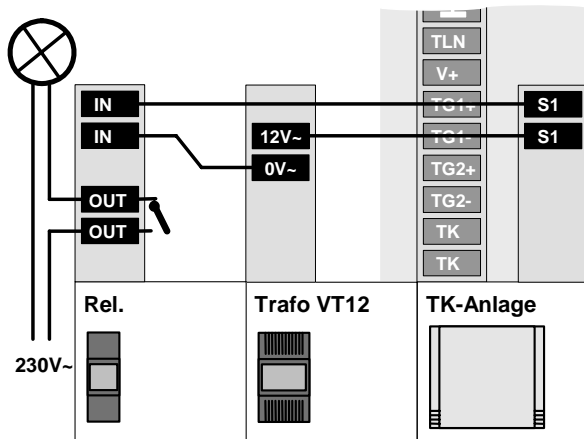 TLN
V+
IN
TG1+
S1
IN
12V~
TG1-
S1
0V~
TG2+
OUT
TG2-
OUT
TK
TK
Rel.
Trafo VT12
TK-Anlage
230V~